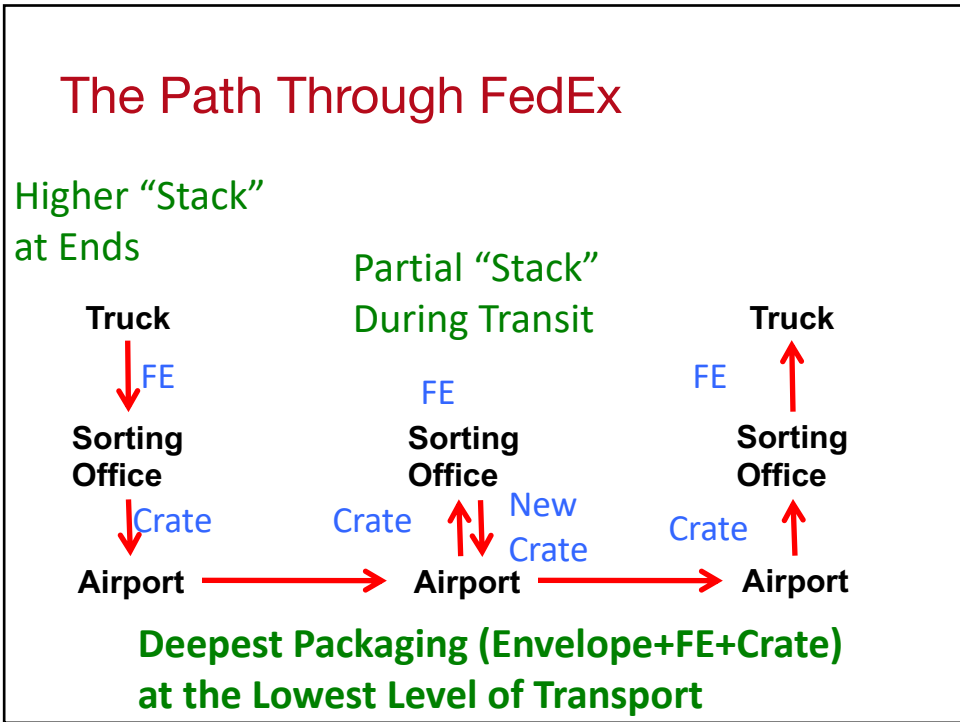 The Path Through FedEx
Higher “Stack”
at Ends
Partial “Stack”
During Transit
Truck
Truck
FE
FE
FE
Sorting
Office
Sorting
Office
Sorting
Office
Crate
Crate
New
Crate
Crate
Airport
Airport
Airport
Deepest Packaging (Envelope+FE+Crate)
at the Lowest Level of Transport